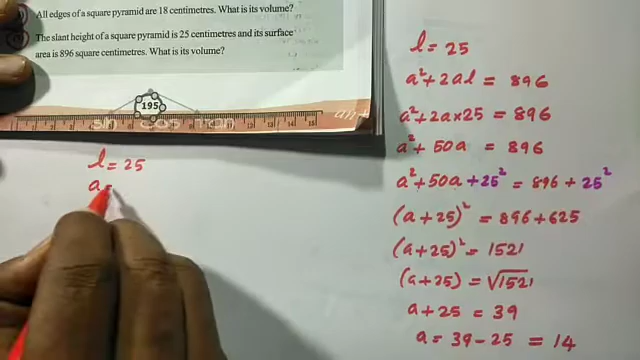 All edges of a square pyramid are 18 centimetres. What is its volume?
The slant height of a square pyramid is 25 centimetres and its surface
area is 896 square centimetres. What is its volume?
195
sin cos tan
l = 25
a =
l = 25
a² + 2al = 896
a² + 2a × 25 = 896
a² + 50a = 896
a² + 50a + 25² = 896 + 25²
(a + 25)² = 896 + 625
(a + 25)² = 1521
(a + 25) = √1521
a + 25 = 39
a = 39 - 25 = 14